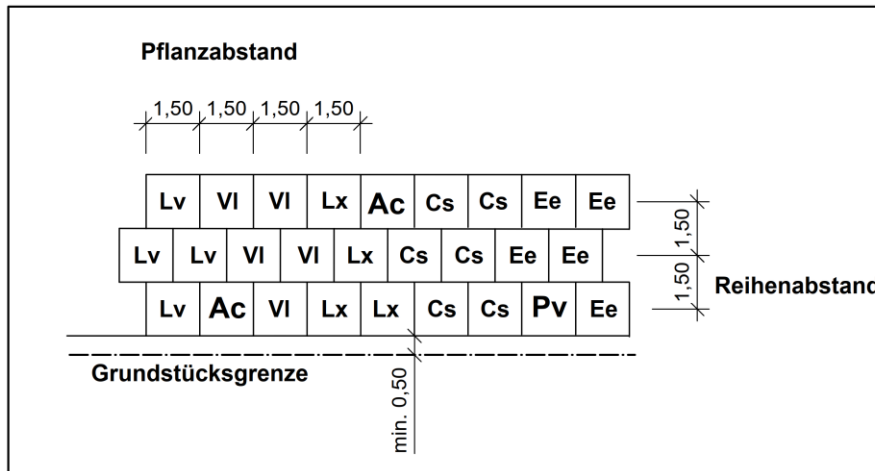 Pflanzabstand
1,50 1,50 1,50 1,50
Lv Vl Vl Lx Ac Cs Cs Ee Ee
Lv Lv Vl Vl Lx Cs Cs Ee Ee
Lv Ac Vl Lx Lx Cs Cs Pv Ee
1,50
1,50
Reihenabstand
Grundstücksgrenze
min. 0,50